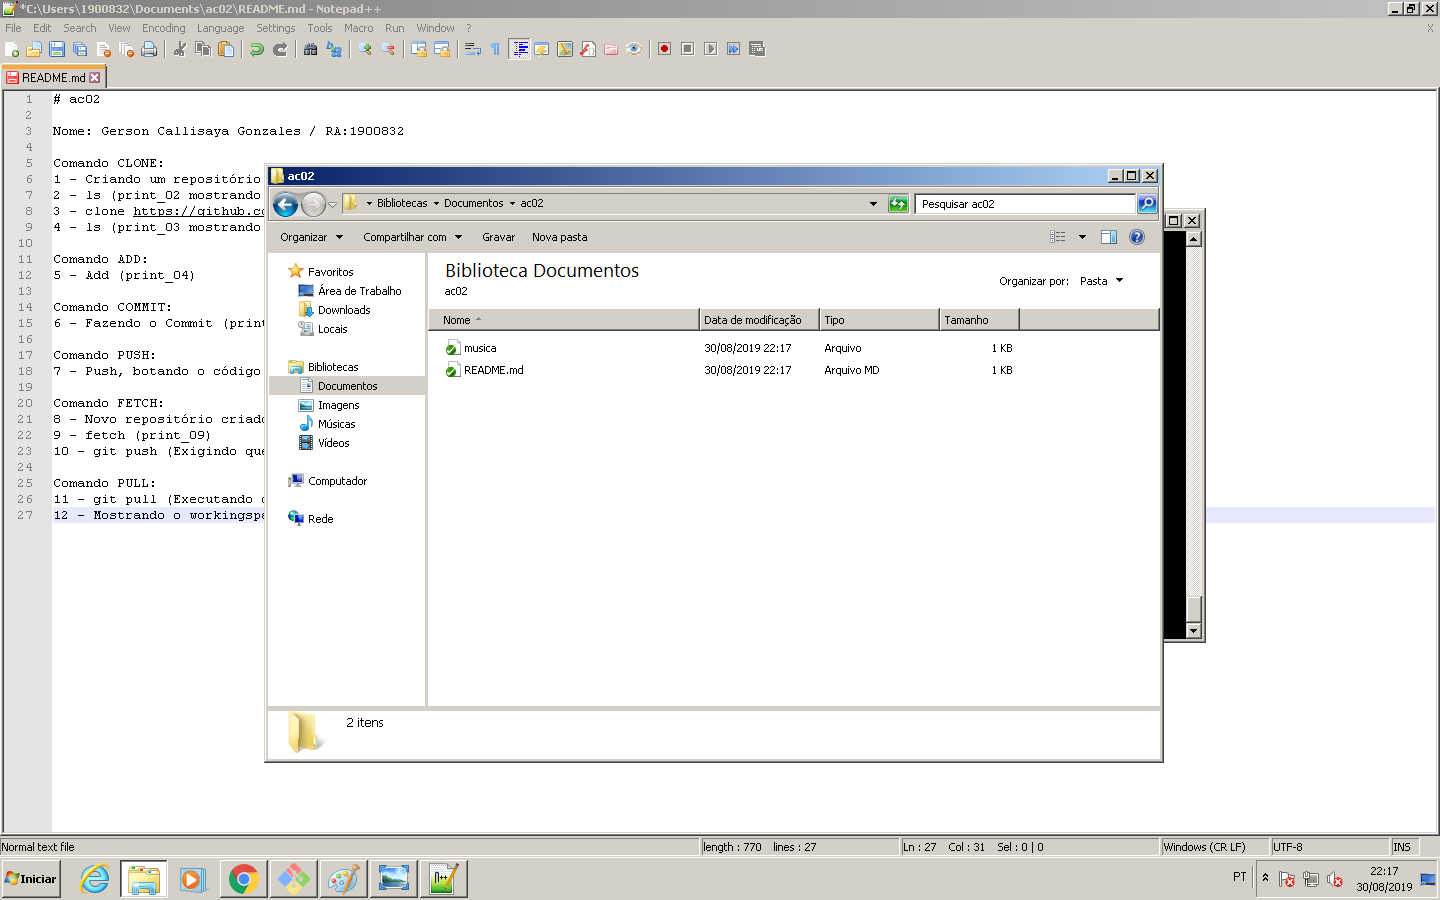 *C:\Users\1900832\Documents\ac02\README.md - Notepad++
File Edit Search View Encoding Language Settings Tools Macro Run Window ? X
README.md
1 # ac02
2
3 Nome: Gerson Callisaya Gonzales / RA:1900832
4
5 Comando CLONE:
6 1 - Criando um repositório
7 2 - ls (print_02 mostrando
8 3 - clone https://github.co
9 4 - ls (print_03 mostrando
10
11 Comando ADD:
12 5 - Add (print_04)
13
14 Comando COMMIT:
15 6 - Fazendo o Commit (prin
16
17 Comando PUSH:
18 7 - Push, botando o código
19
20 Comando FETCH:
21 8 - Novo repositório criado
22 9 - fetch (print_09)
23 10 - git push (Exigindo que
24
25 Comando PULL:
26 11 - git pull (Executando
27 12 - Mostrando o workingspa
ac02
Bibliotecas Documentos ac02
Pesquisar ac02
Organizar Compartilhar com Gravar Nova pasta
Favoritos
Área de Trabalho
Downloads
Locais
Bibliotecas
Documentos
Imagens
Músicas
Vídeos
Computador
Rede
Biblioteca Documentos
ac02
Organizar por: Pasta
Nome Data de modificação Tipo Tamanho
musica 30/08/2019 22:17 Arquivo 1 KB
README.md 30/08/2019 22:17 Arquivo MD 1 KB
2 itens
Normal text file length : 770 lines : 27 Ln : 27 Col : 31 Sel : 0 | 0 Windows (CR LF) UTF-8 INS
Iniciar
PT
22:17
30/08/2019